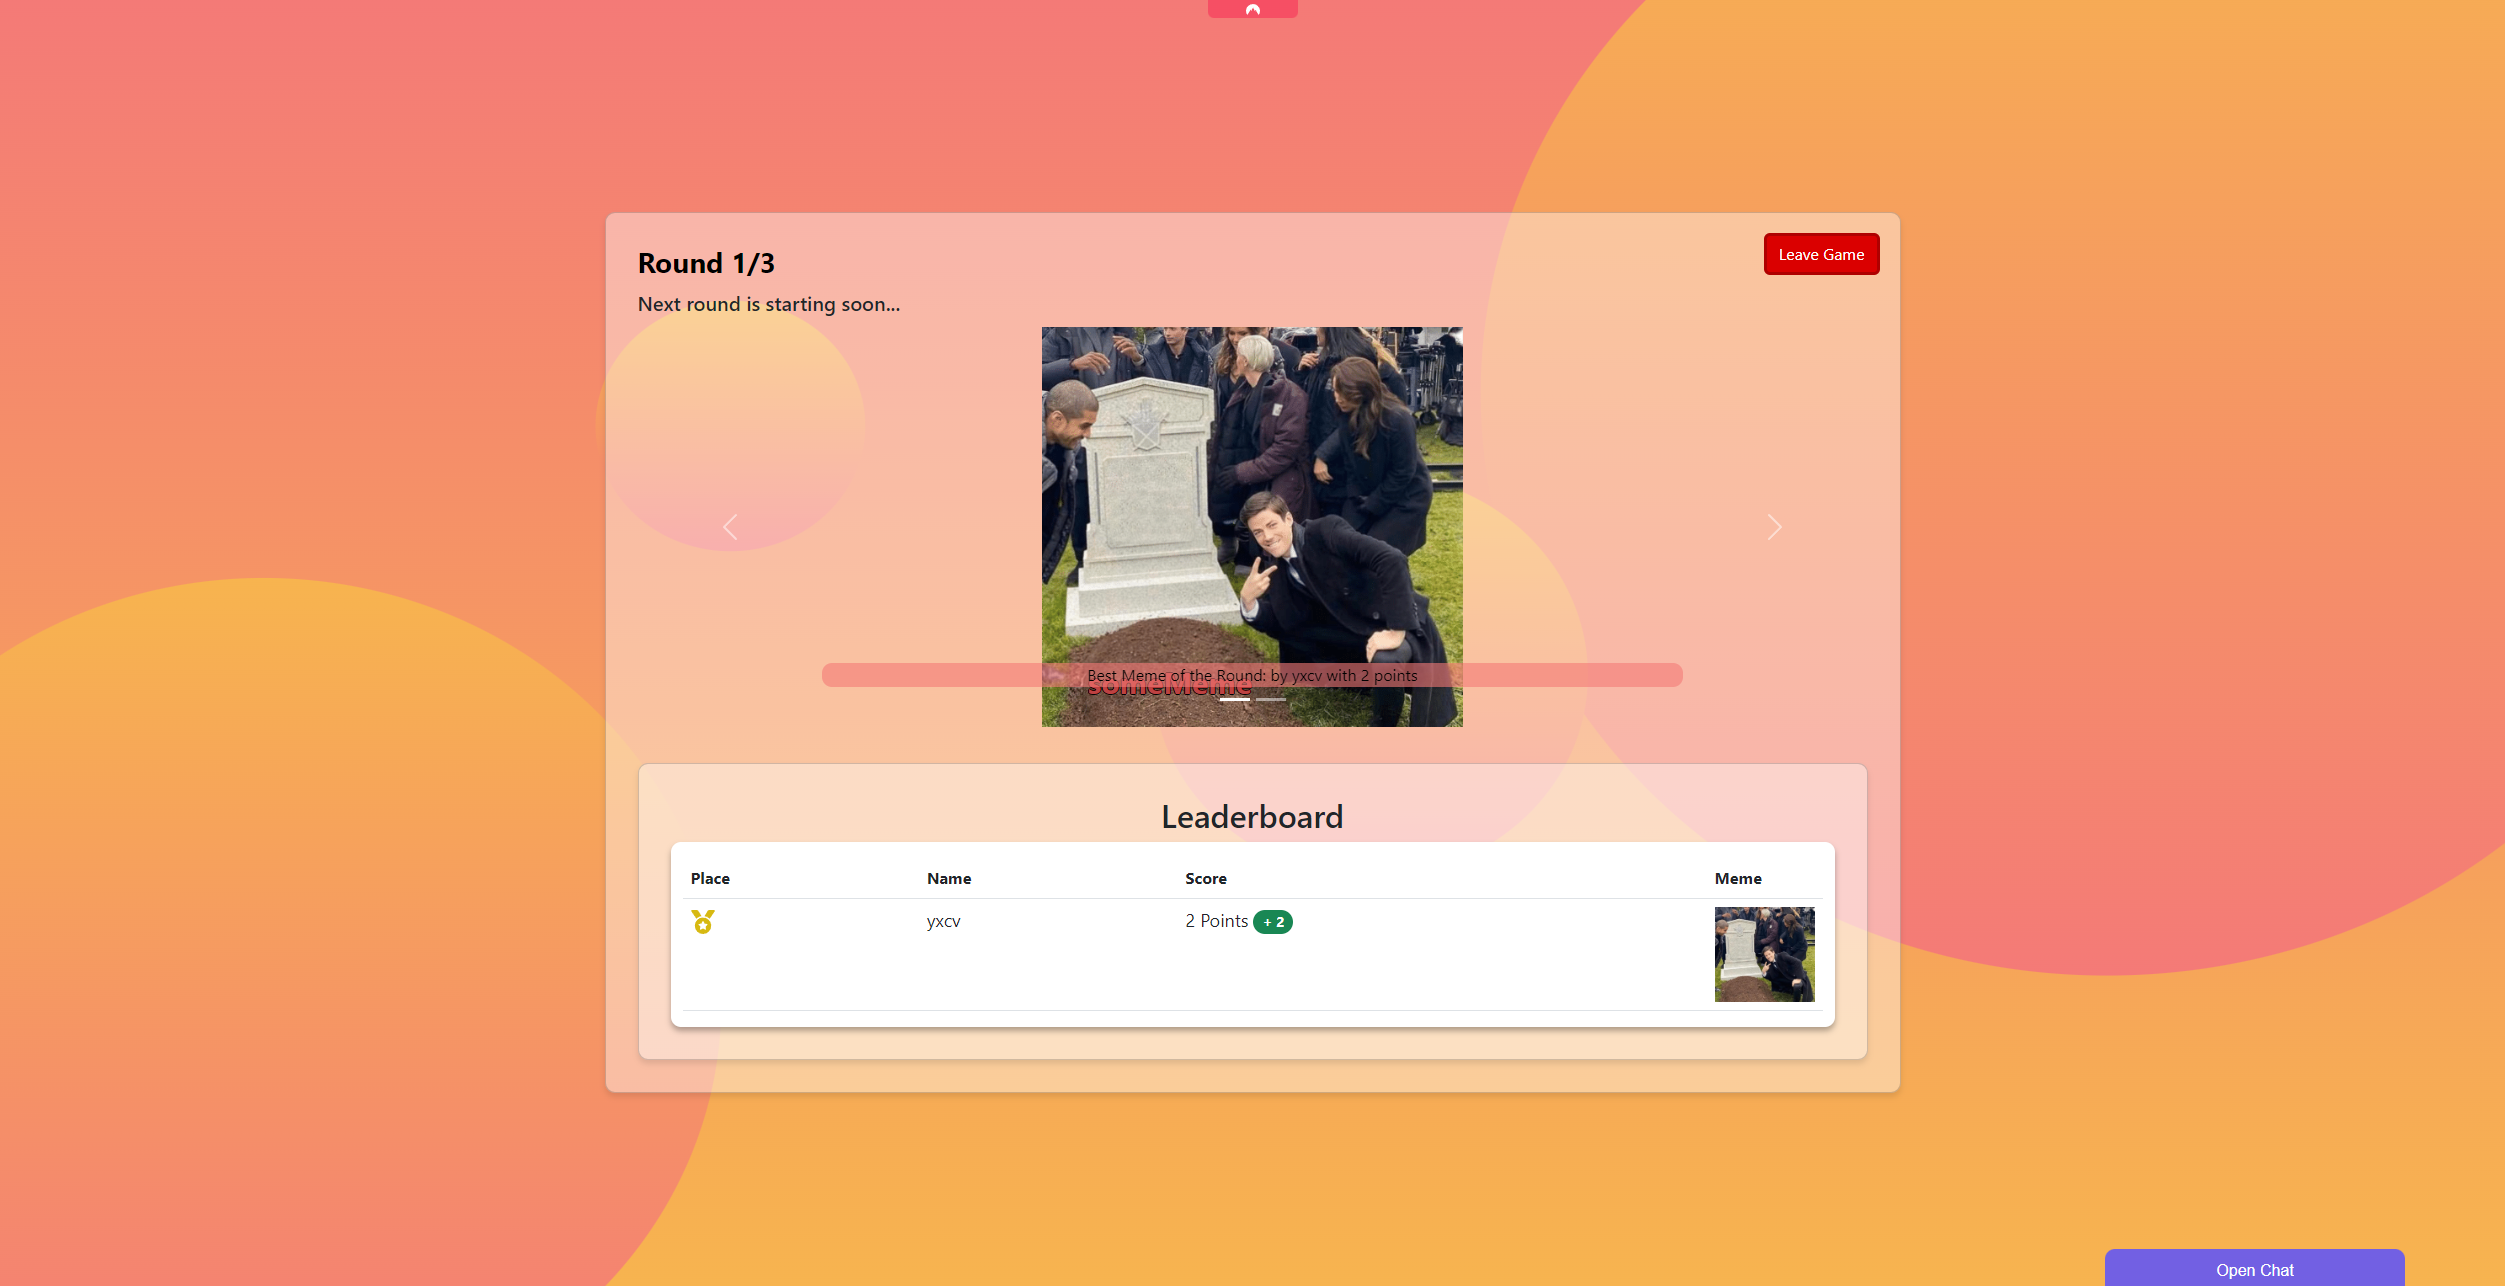 Round 1/3
Leave Game
Next round is starting soon...
Best Meme of the Round: by yxcv with 2 points
someMeme
Leaderboard
Place Name Score Meme
yxcv 2 Points + 2
Open Chat